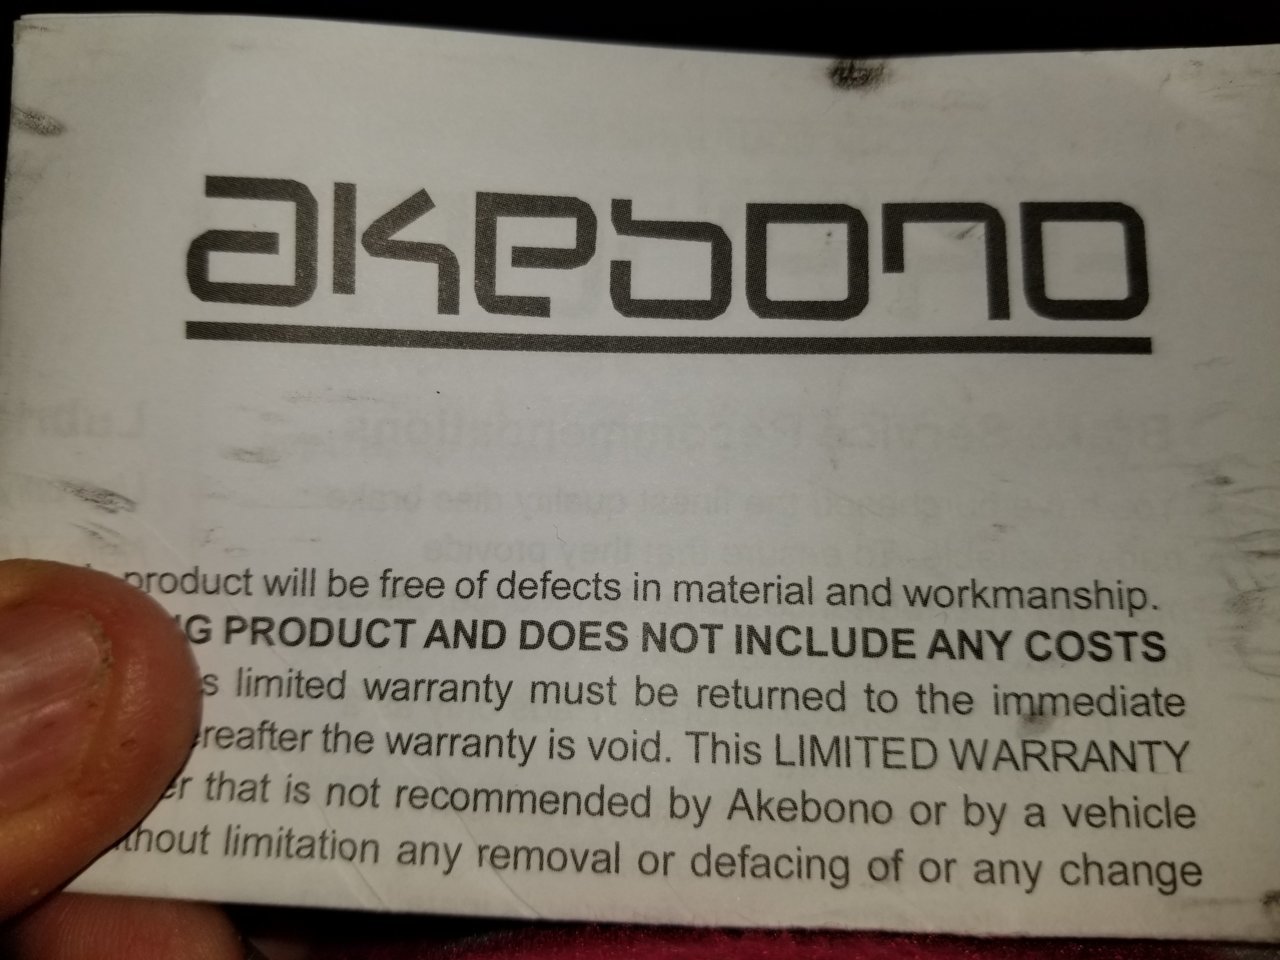 akebono
product will be free of defects in material and workmanship.
PRODUCT AND DOES NOT INCLUDE ANY COSTS
limited warranty must be returned to the immediate
the warranty is void. This LIMITED WARRANTY
that is not recommended by Akebono or by a vehicle
limitation any removal or defacing of or any change